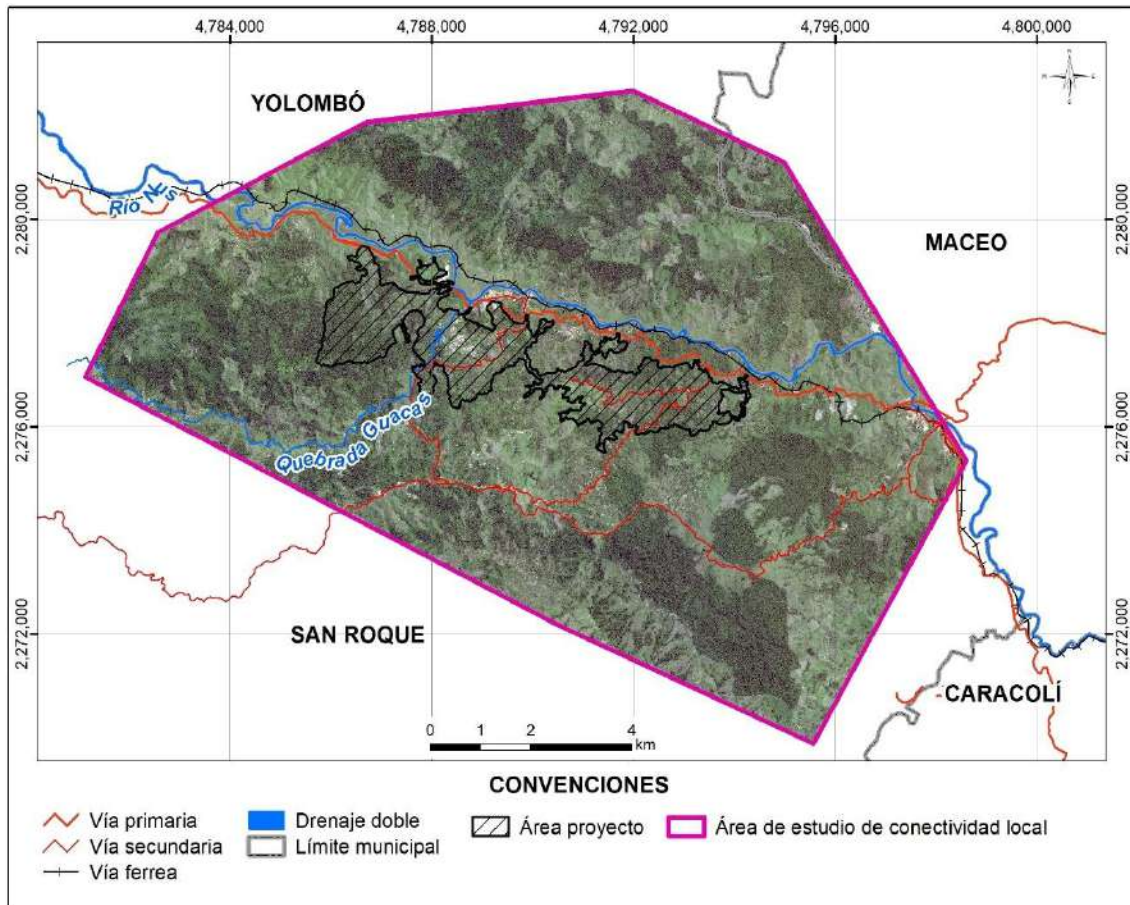 4,784,000 4,788,000 4,792,000 4,796,000 4,800,000
YOLOMBÓ
N
Río Nus
2,280,000 2,280,000
MACEO
2,276,000 2,276,000
Quebrada Guacas
2,272,000 2,272,000
SAN ROQUE
CARACOLÍ
0 1 2 4
km
CONVENCIONES
Vía primaria
Vía secundaria
Vía ferrea
Drenaje doble
Límite municipal
Área proyecto
Área de estudio de conectividad local